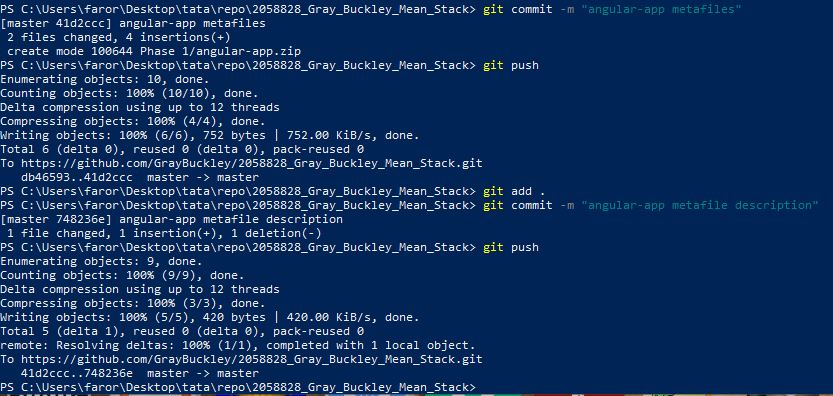 PS C:\Users\faror\Desktop\tata\repo\2058828_Gray_Buckley_Mean_Stack> git commit -m "angular-app metafiles"
[master 41d2ccc] angular-app metafiles
 2 files changed, 4 insertions(+)
 create mode 100644 Phase 1/angular-app.zip
PS C:\Users\faror\Desktop\tata\repo\2058828_Gray_Buckley_Mean_Stack> git push
Enumerating objects: 10, done.
Counting objects: 100% (10/10), done.
Delta compression using up to 12 threads
Compressing objects: 100% (4/4), done.
Writing objects: 100% (6/6), 752 bytes | 752.00 KiB/s, done.
Total 6 (delta 0), reused 0 (delta 0), pack-reused 0
To https://github.com/GrayBuckley/2058828_Gray_Buckley_Mean_Stack.git
   db46593..41d2ccc  master -> master
PS C:\Users\faror\Desktop\tata\repo\2058828_Gray_Buckley_Mean_Stack> git add .
PS C:\Users\faror\Desktop\tata\repo\2058828_Gray_Buckley_Mean_Stack> git commit -m "angular-app metafile description"
[master 748236e] angular-app metafile description
 1 file changed, 1 insertion(+), 1 deletion(-)
PS C:\Users\faror\Desktop\tata\repo\2058828_Gray_Buckley_Mean_Stack> git push
Enumerating objects: 9, done.
Counting objects: 100% (9/9), done.
Delta compression using up to 12 threads
Compressing objects: 100% (3/3), done.
Writing objects: 100% (5/5), 420 bytes | 420.00 KiB/s, done.
Total 5 (delta 1), reused 0 (delta 0), pack-reused 0
remote: Resolving deltas: 100% (1/1), completed with 1 local object.
To https://github.com/GrayBuckley/2058828_Gray_Buckley_Mean_Stack.git
   41d2ccc..748236e  master -> master
PS C:\Users\faror\Desktop\tata\repo\2058828_Gray_Buckley_Mean_Stack>